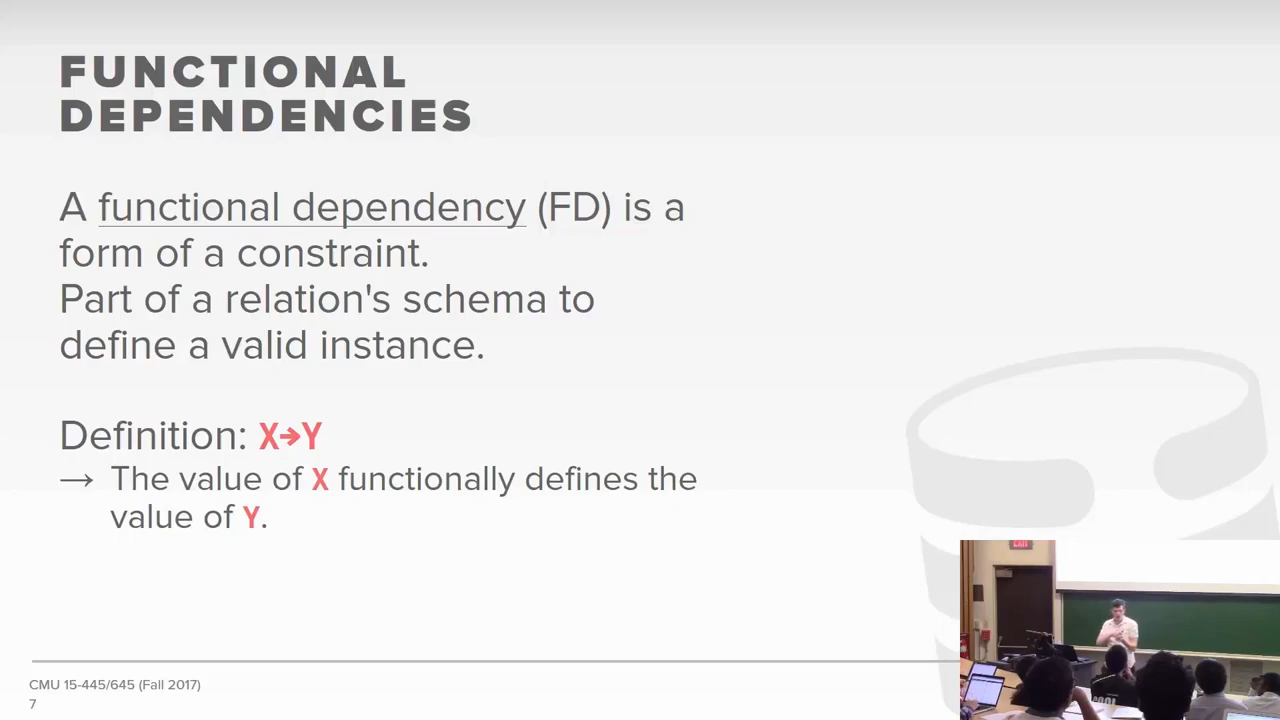 FUNCTIONAL
DEPENDENCIES
A functional dependency (FD) is a
form of a constraint.
Part of a relation's schema to
define a valid instance.
Definition: X→Y
→ The value of X functionally defines the
value of Y.
EXIT
CMU 15-445/645 (Fall 2017)
7